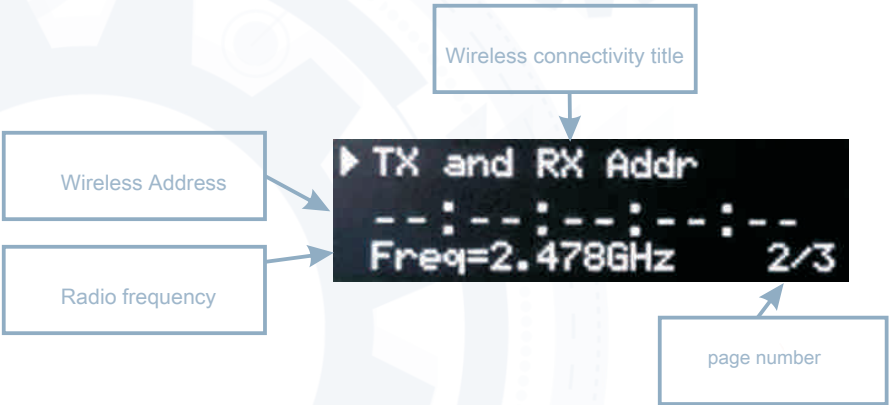 Wireless connectivity title
Wireless Address
Radio frequency
▶ TX and RX Addr
--:--:--:--:--
Freq=2.478GHz 2/3
page number